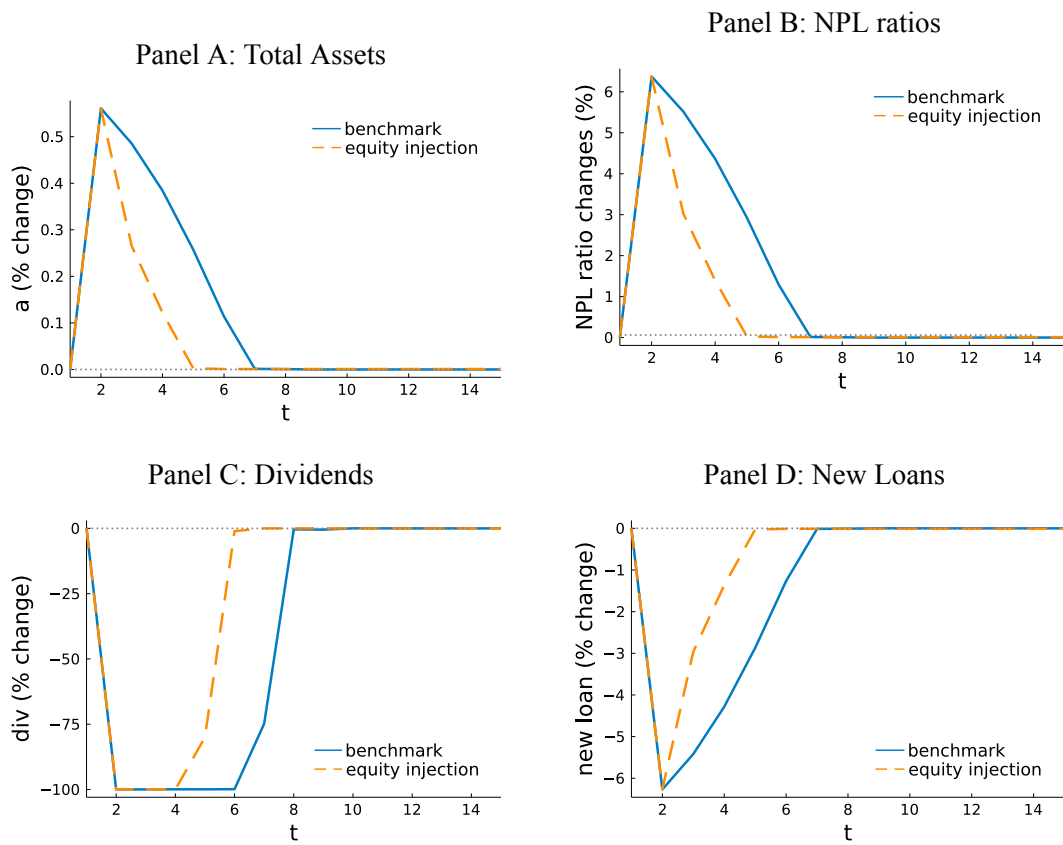 Panel A: Total Assets
a (% change)
0.5
0.4
0.3
0.2
0.1
0.0
benchmark
equity injection
2 4 6 8 10 12 14
t
Panel B: NPL ratios
NPL ratio changes (%)
6
5
4
3
2
1
0
benchmark
equity injection
2 4 6 8 10 12 14
t
Panel C: Dividends
div (% change)
0
−25
−50
−75
−100
benchmark
equity injection
2 4 6 8 10 12 14
t
Panel D: New Loans
new loan (% change)
0
−1
−2
−3
−4
−5
−6
benchmark
equity injection
2 4 6 8 10 12 14
t